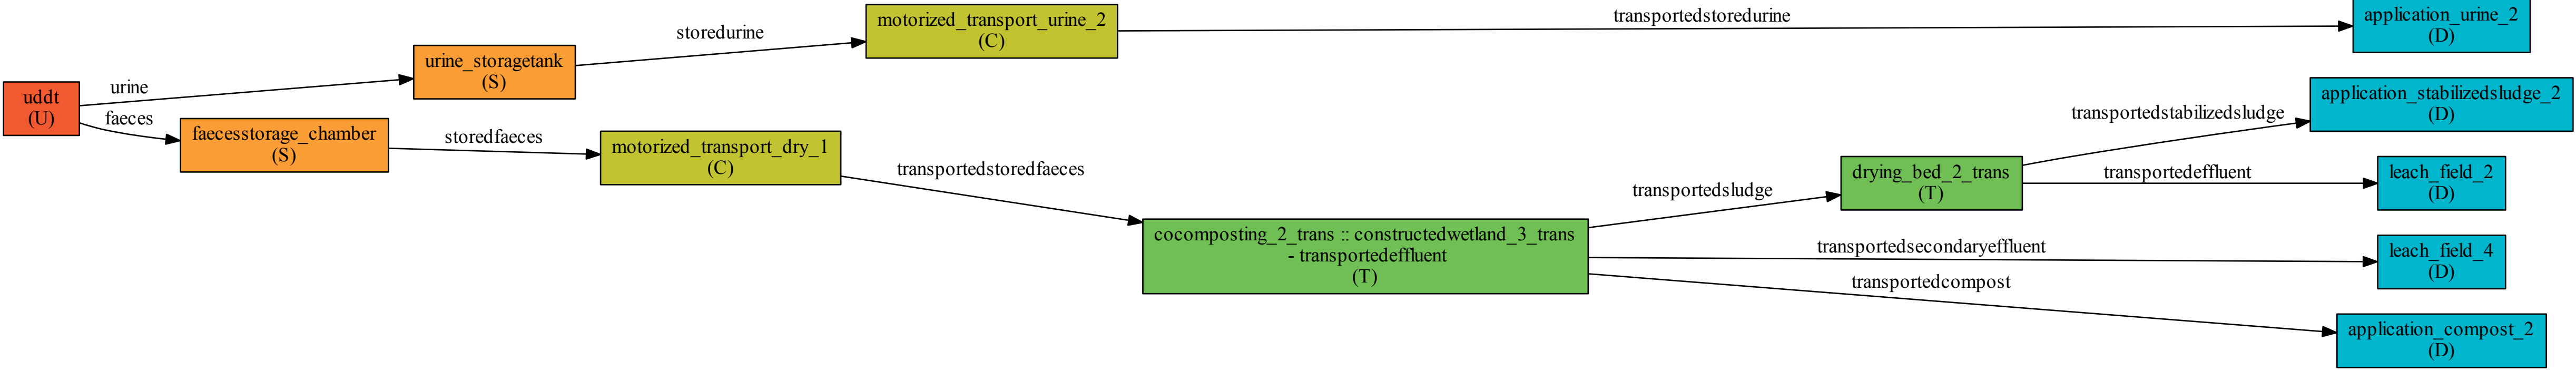 uddt
(U)
urine
faeces
urine_storagetank
(S)
faecesstorage_chamber
(S)
storedurine
storedfaeces
motorized_transport_urine_2
(C)
motorized_transport_dry_1
(C)
transportedstoredurine
transportedstoredfaeces
cocomposting_2_trans :: constructedwetland_3_trans
- transportedeffluent
(T)
transportedsludge
transportedsecondaryeffluent
transportedcompost
drying_bed_2_trans
(T)
transportedstabilizedsludge
transportedeffluent
application_urine_2
(D)
application_stabilizedsludge_2
(D)
leach_field_2
(D)
leach_field_4
(D)
application_compost_2
(D)